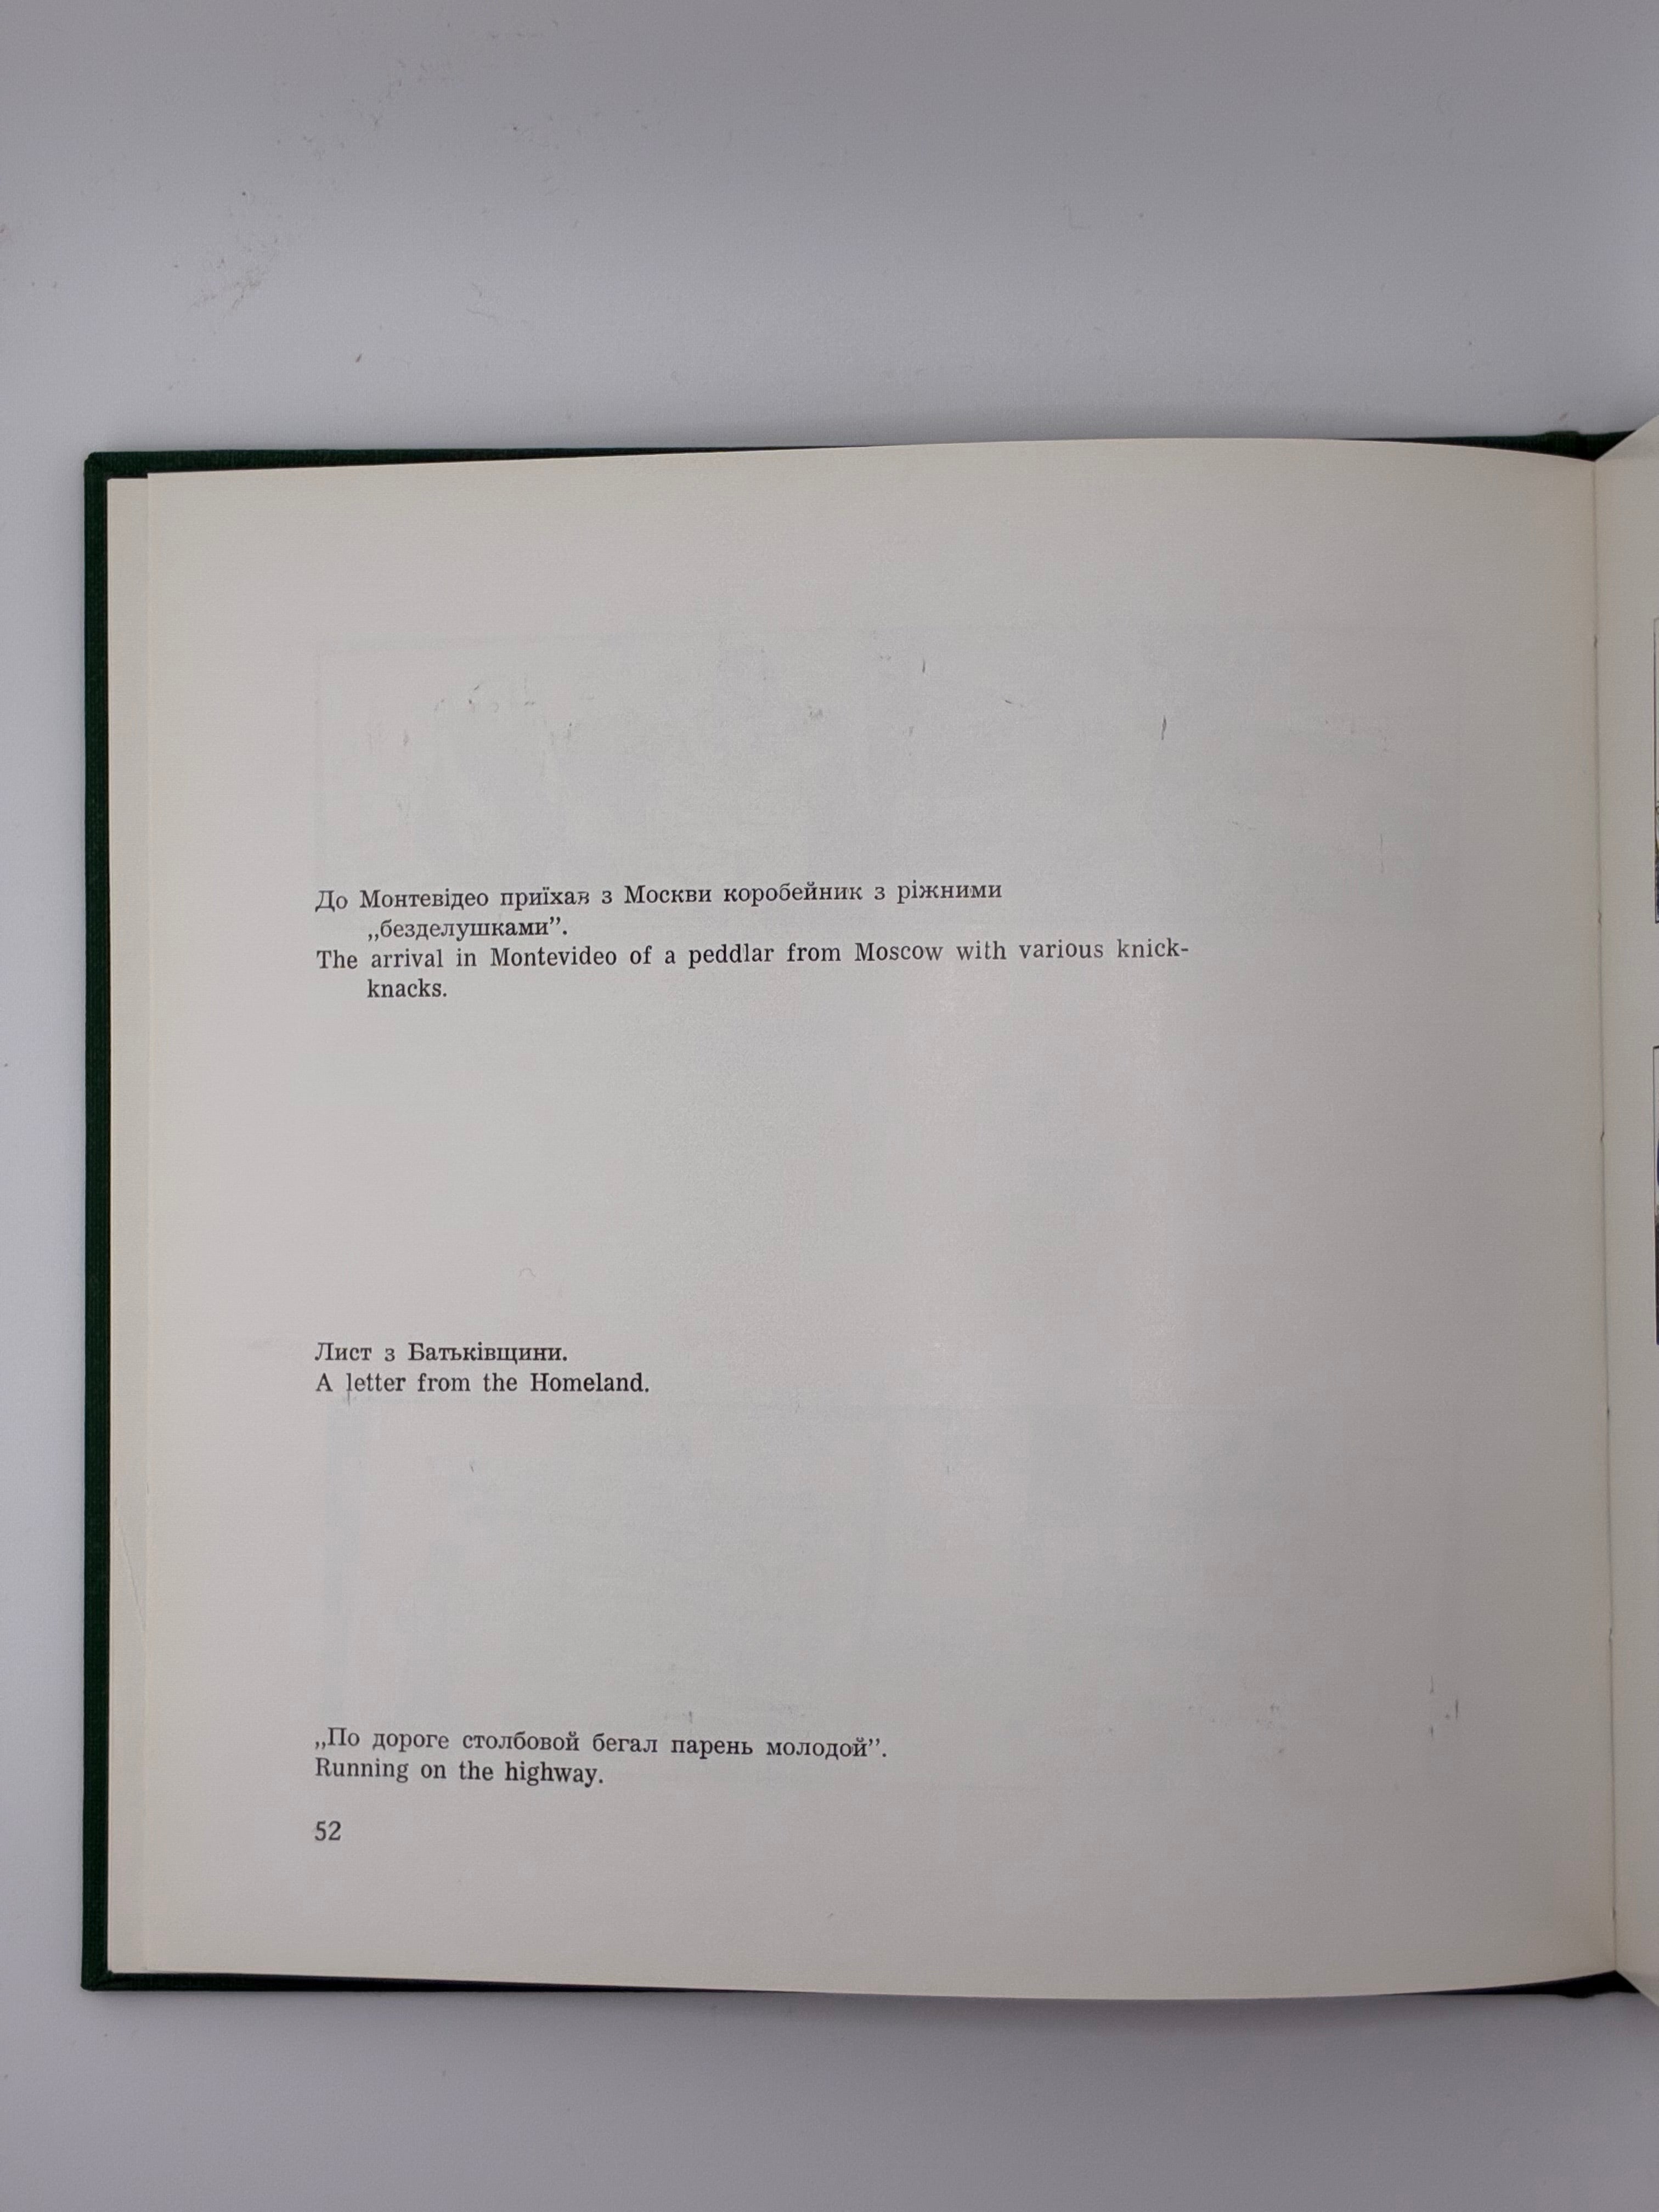 До Монтевідео приїхав з Москви коробейник з ріжними
„безделушками”.
The arrival in Montevideo of a peddlar from Moscow with various knick-
knacks.
Лист з Батьківщини.
A letter from the Homeland.
„По дороге столбовой бегал парень молодой”.
Running on the highway.
52